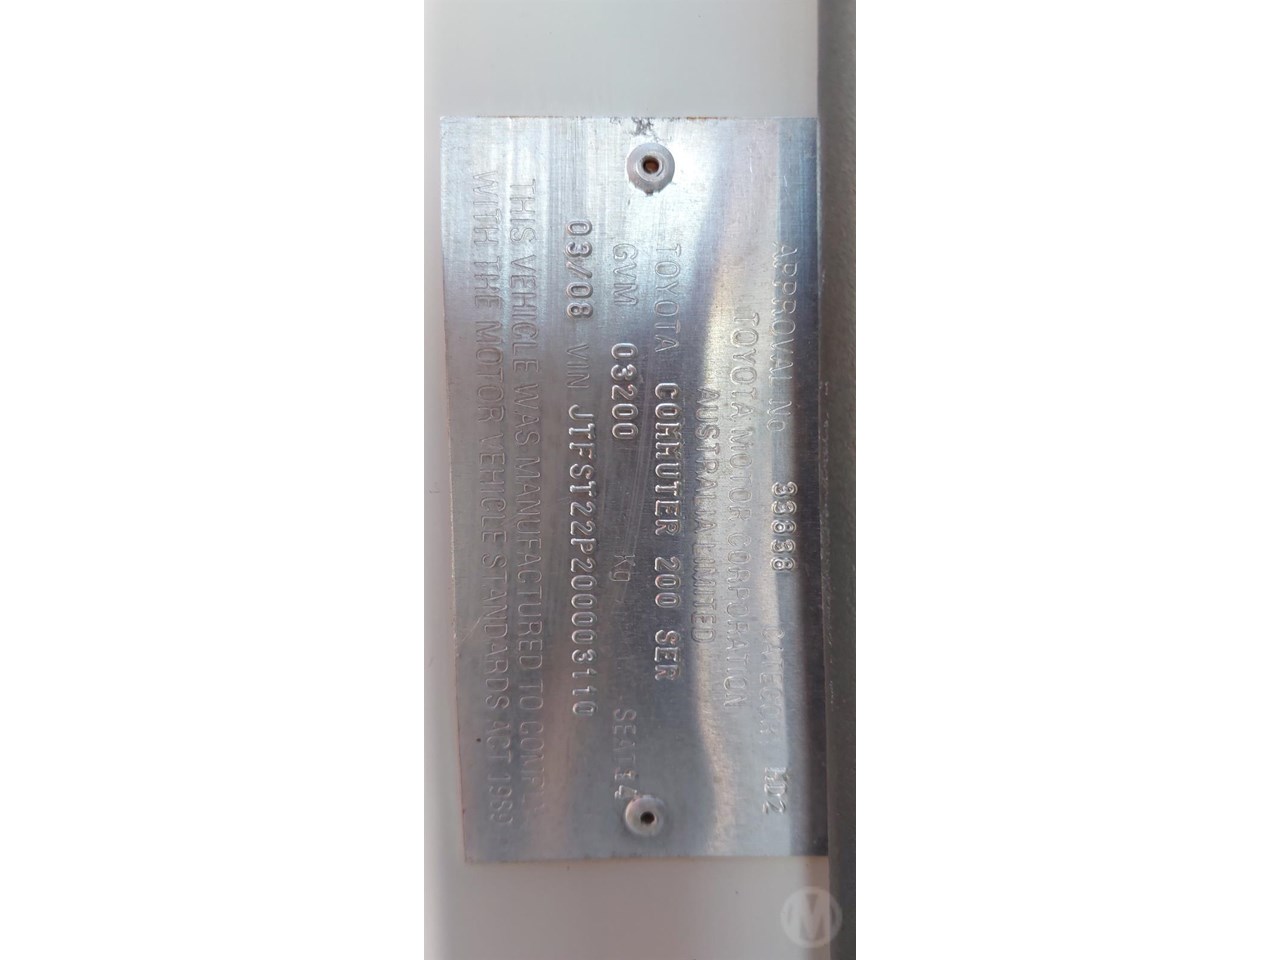 APPROVAL No 33838 CATEGORY MD2
TOYOTA MOTOR CORPORATION
AUSTRALIA LIMITED
TOYOTA COMMUTER 200 SER
GVM 03200 Kg SEATS 14
03/08 VIN JTFST22P200003110
THIS VEHICLE WAS MANUFACTURED TO COMPLY
WITH THE MOTOR VEHICLE STANDARDS ACT 1989
M